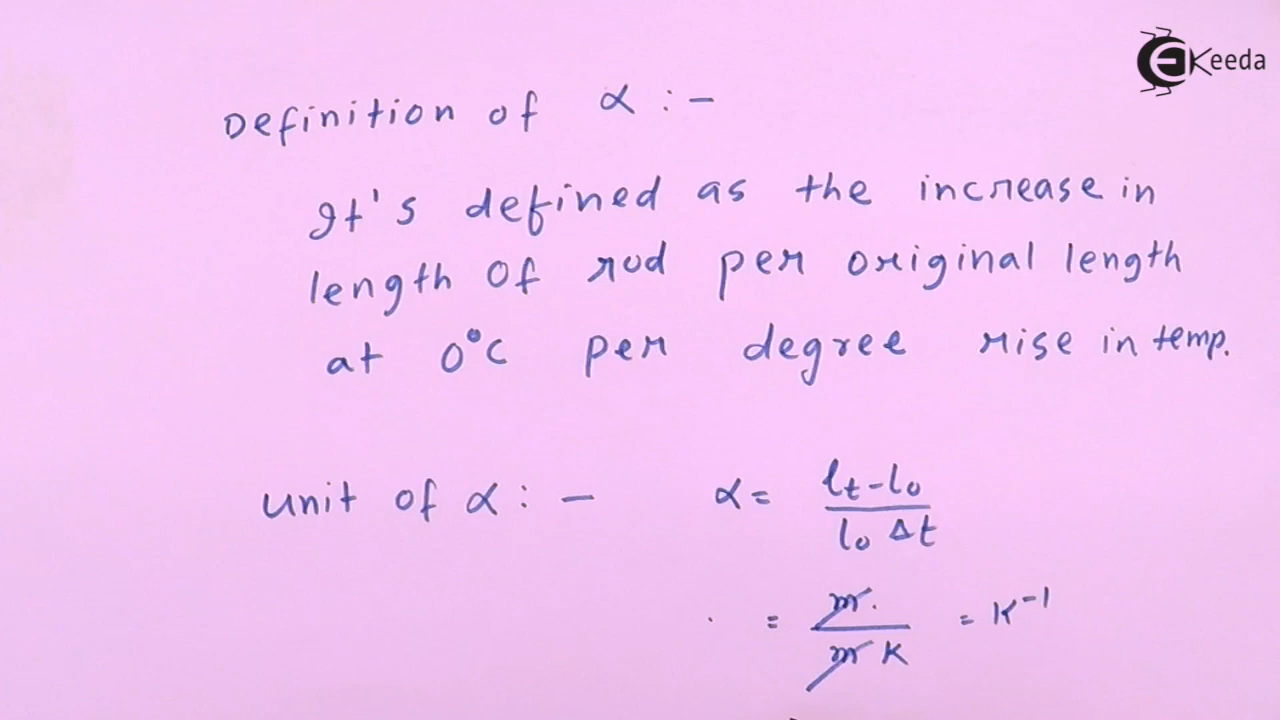 EKeeda
Definition of α :-
It's defined as the increase in
length of rod per original length
at 0°C per degree rise in temp.
unit of α : - α = lt - l0 / l0 Δt
= m / m K = K⁻¹